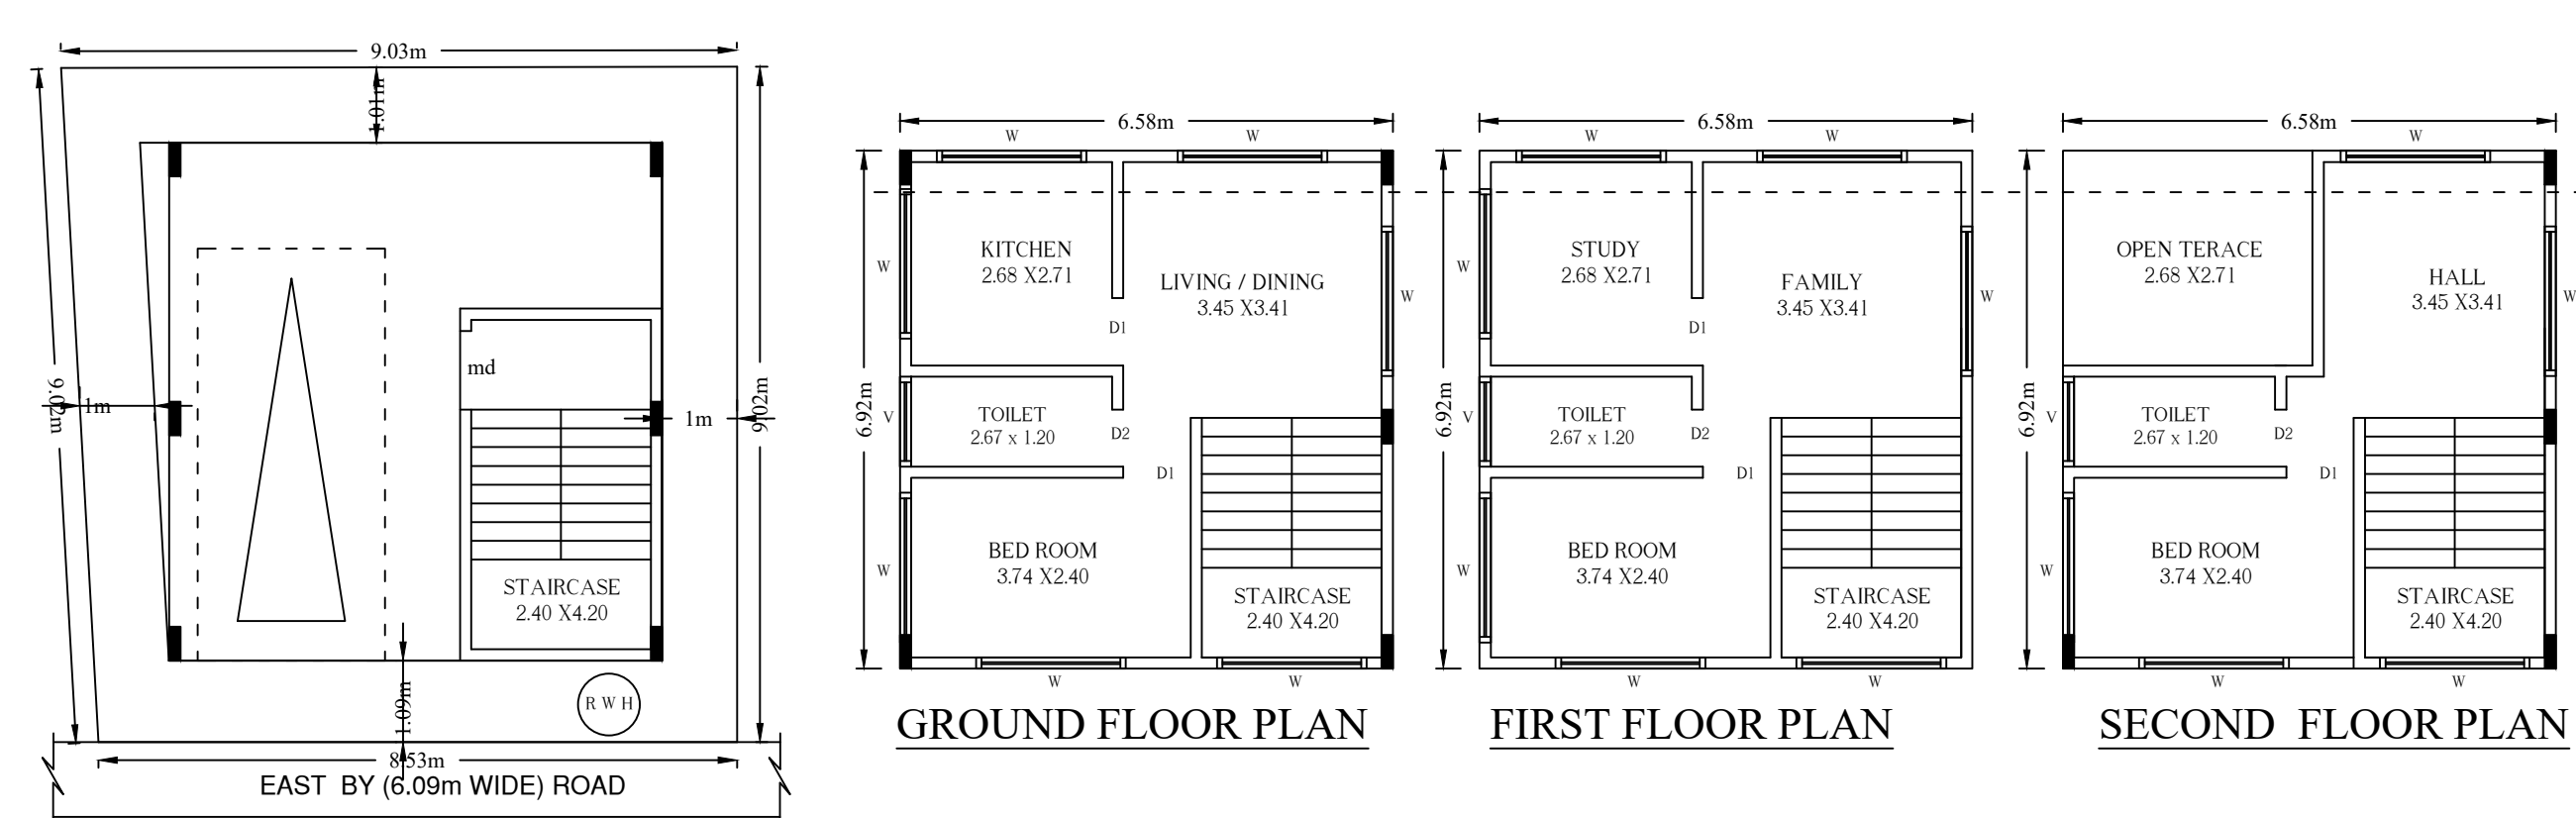 9.03m
1.01m
9.02m
1m
md
1m
9.02m
STAIRCASE
2.40 X4.20
1.09m
R W H
8.53m
EAST BY (6.09m WIDE) ROAD
6.58m
W
W
KITCHEN
2.68 X2.71
W
LIVING / DINING
3.45 X3.41
W
D1
6.92m
V
TOILET
2.67 x 1.20
D2
D1
BED ROOM
3.74 X2.40
W
STAIRCASE
2.40 X4.20
W
W
GROUND FLOOR PLAN
6.58m
W
W
STUDY
2.68 X2.71
W
FAMILY
3.45 X3.41
W
D1
6.92m
V
TOILET
2.67 x 1.20
D2
D1
BED ROOM
3.74 X2.40
W
STAIRCASE
2.40 X4.20
W
W
FIRST FLOOR PLAN
6.58m
W
OPEN TERACE
2.68 X2.71
HALL
3.45 X3.41
W
6.92m
V
TOILET
2.67 x 1.20
D2
D1
BED ROOM
3.74 X2.40
W
STAIRCASE
2.40 X4.20
W
W
SECOND FLOOR PLAN